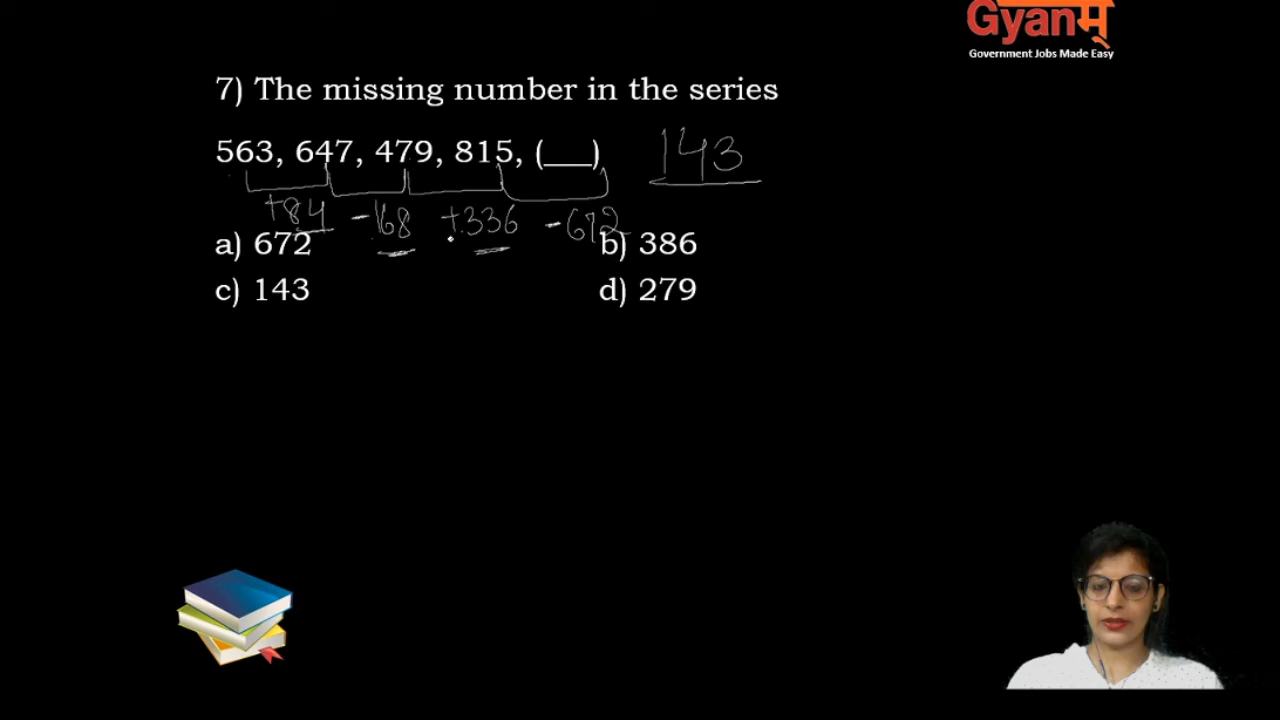 Gyanम्
Government Jobs Made Easy
7) The missing number in the series
563, 647, 479, 815, (___) 143
+84 -168 +336 -672
a) 672 b) 386
c) 143 d) 279